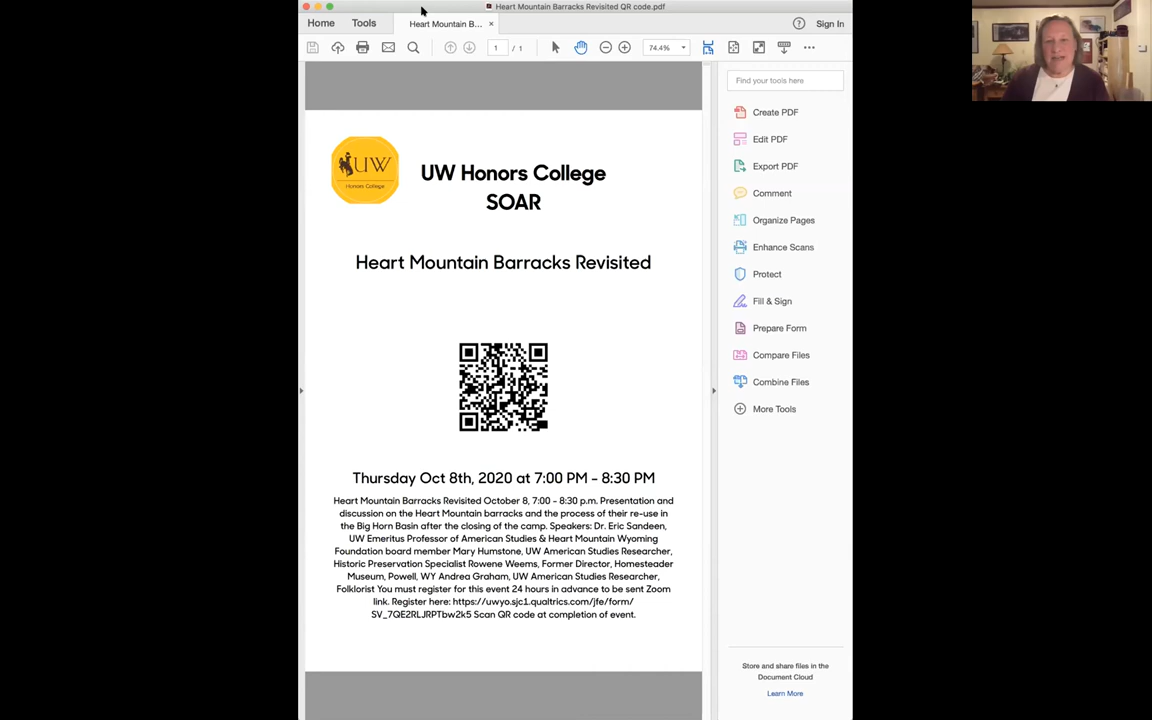 Heart Mountain Barracks Revisited QR code.pdf
Home
Tools
Heart Mountain B...
×
Sign In
1 / 1
74.4%
Find your tools here
Create PDF
Edit PDF
Export PDF
Comment
Organize Pages
Enhance Scans
Protect
Fill & Sign
Prepare Form
Compare Files
Combine Files
More Tools
Store and share files in the
Document Cloud
Learn More
UW
Honors College
UW Honors College
SOAR
Heart Mountain Barracks Revisited
Thursday Oct 8th, 2020 at 7:00 PM - 8:30 PM
Heart Mountain Barracks Revisited October 8, 7:00 - 8:30 p.m. Presentation and
discussion on the Heart Mountain barracks and the process of their re-use in
the Big Horn Basin after the closing of the camp. Speakers: Dr. Eric Sandeen,
UW Emeritus Professor of American Studies & Heart Mountain Wyoming
Foundation board member Mary Humstone, UW American Studies Researcher,
Historic Preservation Specialist Rowene Weems, Former Director, Homesteader
Museum, Powell, WY Andrea Graham, UW American Studies Researcher,
Folklorist You must register for this event 24 hours in advance to be sent Zoom
link. Register here: https://uwyo.sjc1.qualtrics.com/jfe/form/
SV_7QE2RLJRPTbw2k5 Scan QR code at completion of event.